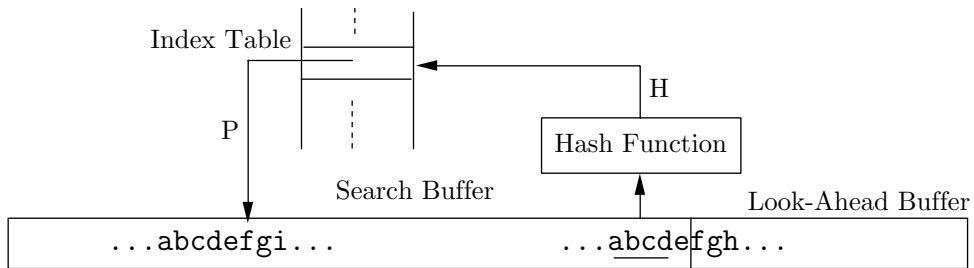 Index Table
H
P
Hash Function
Search Buffer
Look-Ahead Buffer
...abcdefgi... ...abcdefgh...